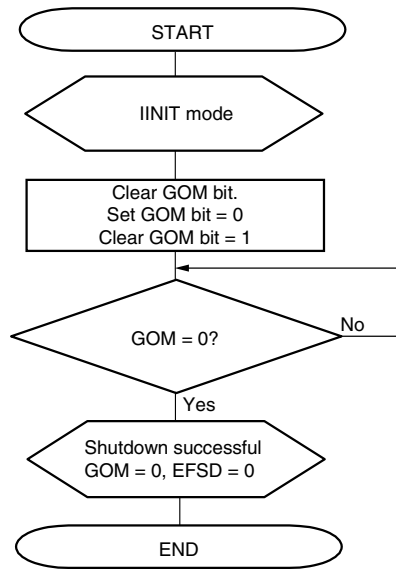 START
IINIT mode
Clear GOM bit.
Set GOM bit = 0
Clear GOM bit = 1
GOM = 0?
No
Yes
Shutdown successful
GOM = 0, EFSD = 0
END